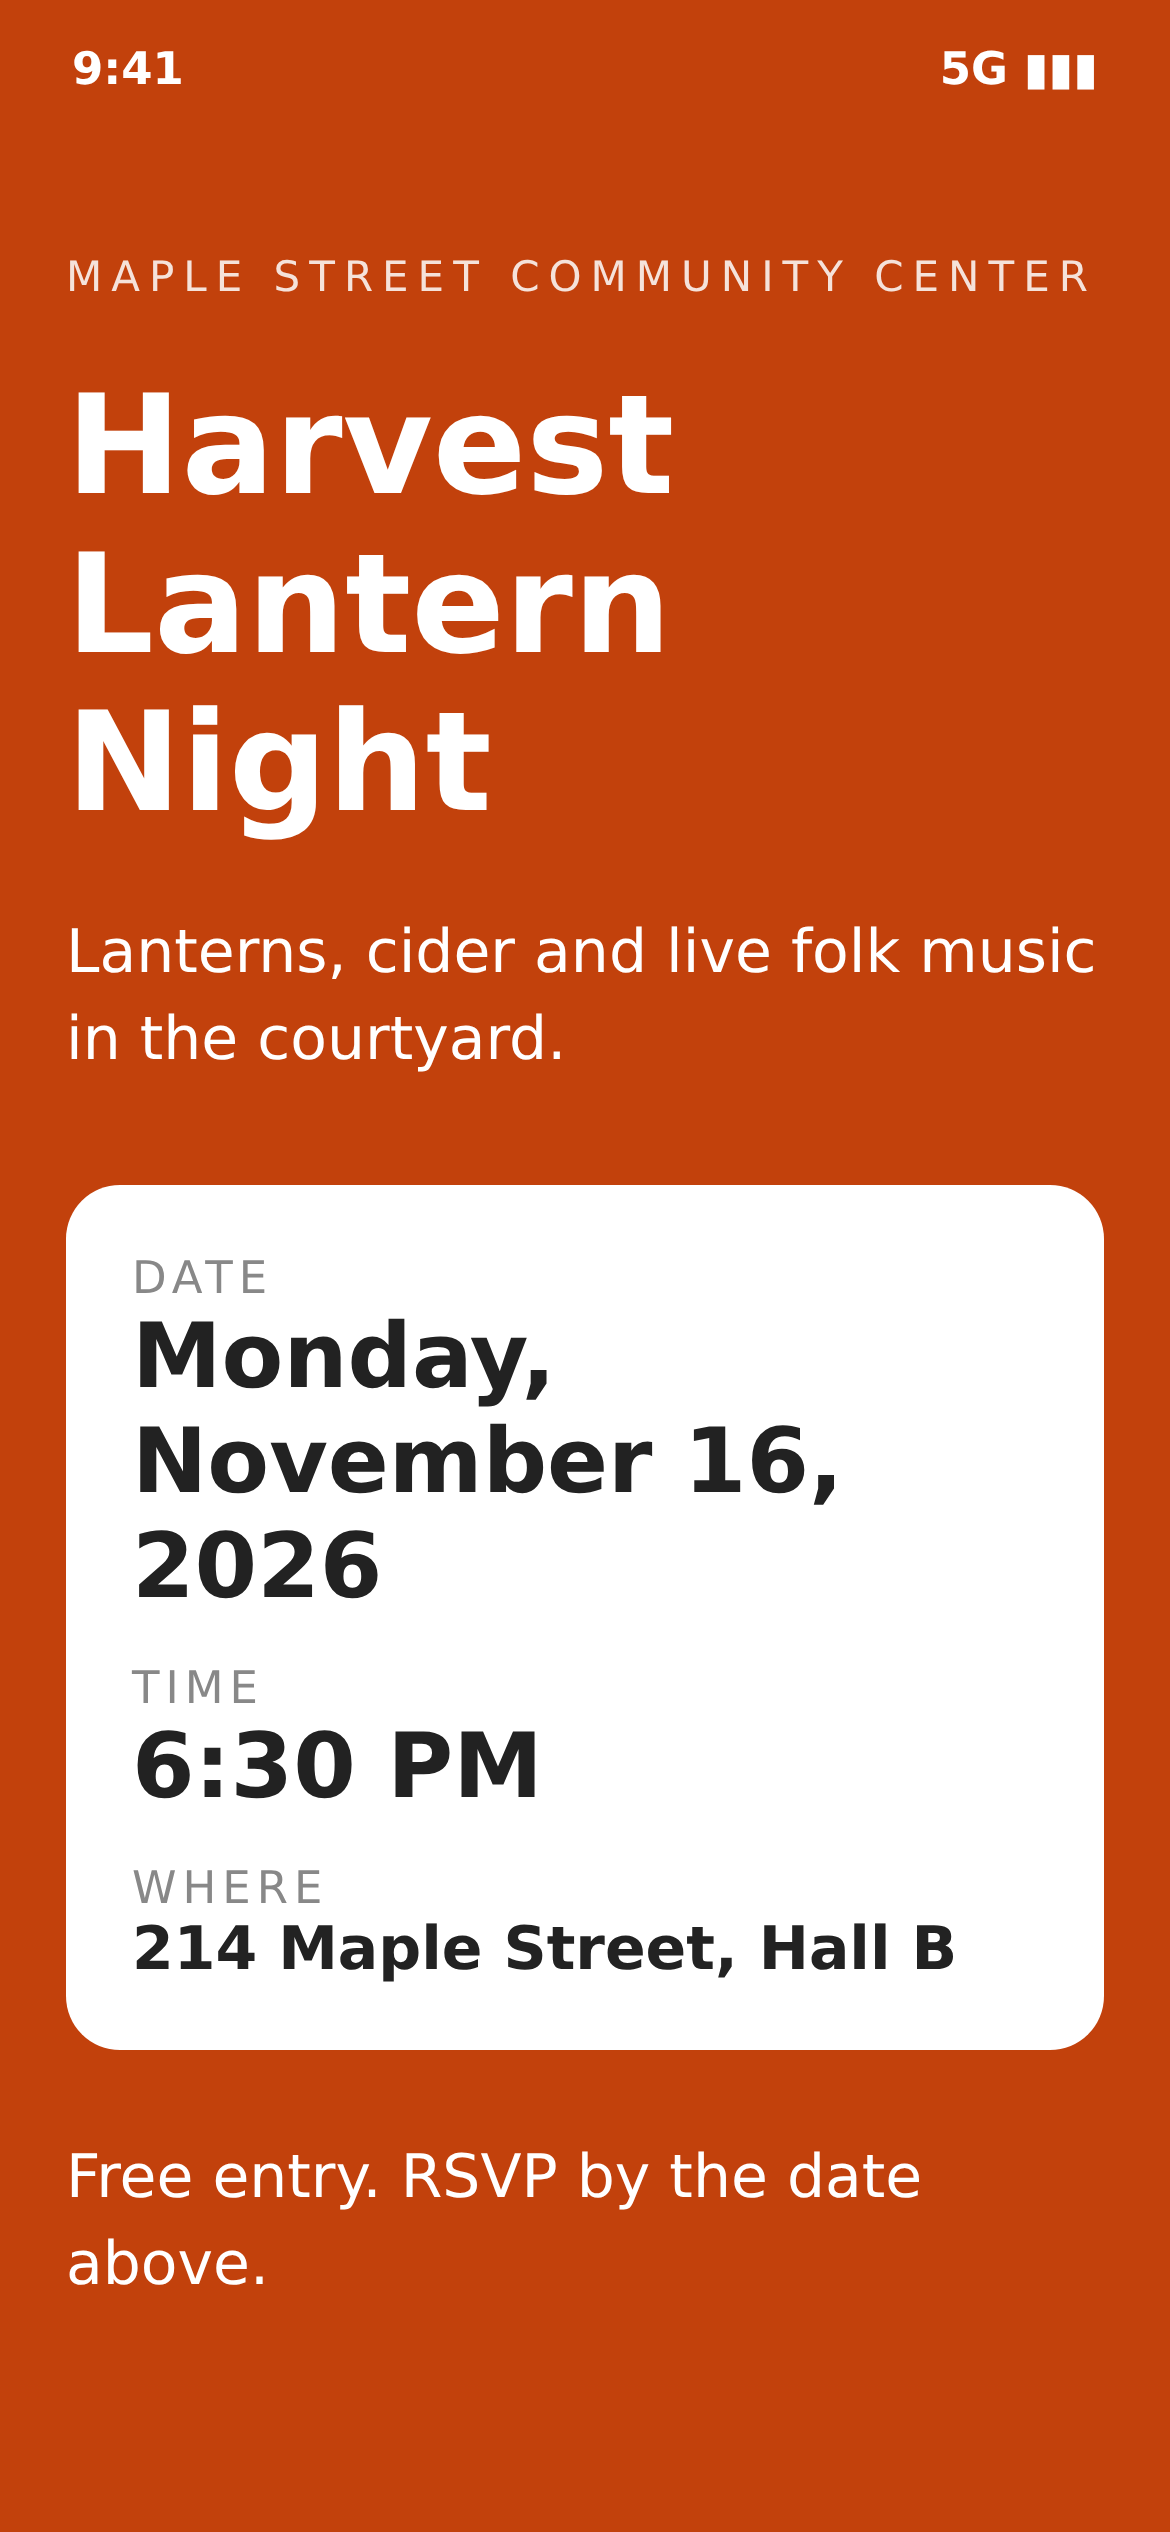 9:41
5G
MAPLE STREET COMMUNITY CENTER
Harvest
Lantern
Night
Lanterns, cider and live folk music
in the courtyard.
DATE
Monday,
November 16,
2026
TIME
6:30 PM
WHERE
214 Maple Street, Hall B
Free entry. RSVP by the date
above.